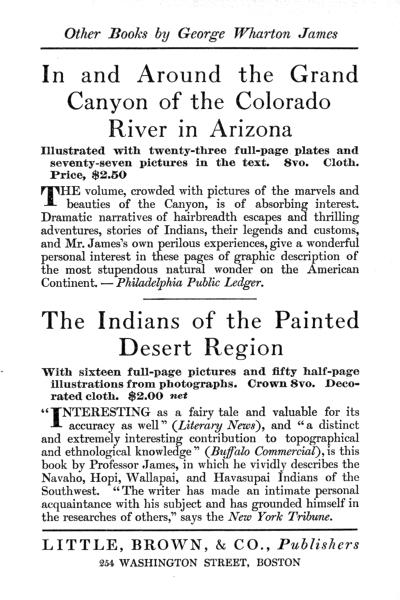 Other Books by George Wharton James
In and Around the Grand
Canyon of the Colorado
River in Arizona
Illustrated with twenty-three full-page plates and
seventy-seven pictures in the text. 8vo. Cloth.
Price, $2.50
THE volume, crowded with pictures of the marvels and
beauties of the Canyon, is of absorbing interest.
Dramatic narratives of hairbreadth escapes and thrilling
adventures, stories of Indians, their legends and customs,
and Mr. James's own perilous experiences, give a wonderful
personal interest in these pages of graphic description of
the most stupendous natural wonder on the American
Continent. — Philadelphia Public Ledger.
The Indians of the Painted
Desert Region
With sixteen full-page pictures and fifty half-page
illustrations from photographs. Crown 8vo. Deco-
rated cloth. $2.00 net
"INTERESTING as a fairy tale and valuable for its
accuracy as well" (Literary News), and "a distinct
and extremely interesting contribution to topographical
and ethnological knowledge" (Buffalo Commercial), is this
book by Professor James, in which he vividly describes the
Navaho, Hopi, Wallapai, and Havasupai Indians of the
Southwest. "The writer has made an intimate personal
acquaintance with his subject and has grounded himself in
the researches of others," says the New York Tribune.
LITTLE, BROWN, & CO., Publishers
254 WASHINGTON STREET, BOSTON